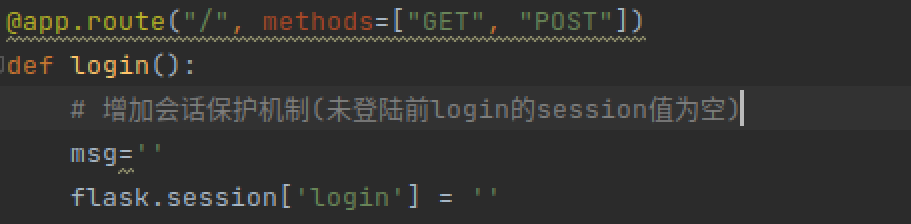 @app.route("/", methods=["GET", "POST"])
def login():
    # 增加会话保护机制(未登陆前login的session值为空)
    msg=''
    flask.session['login'] = ''